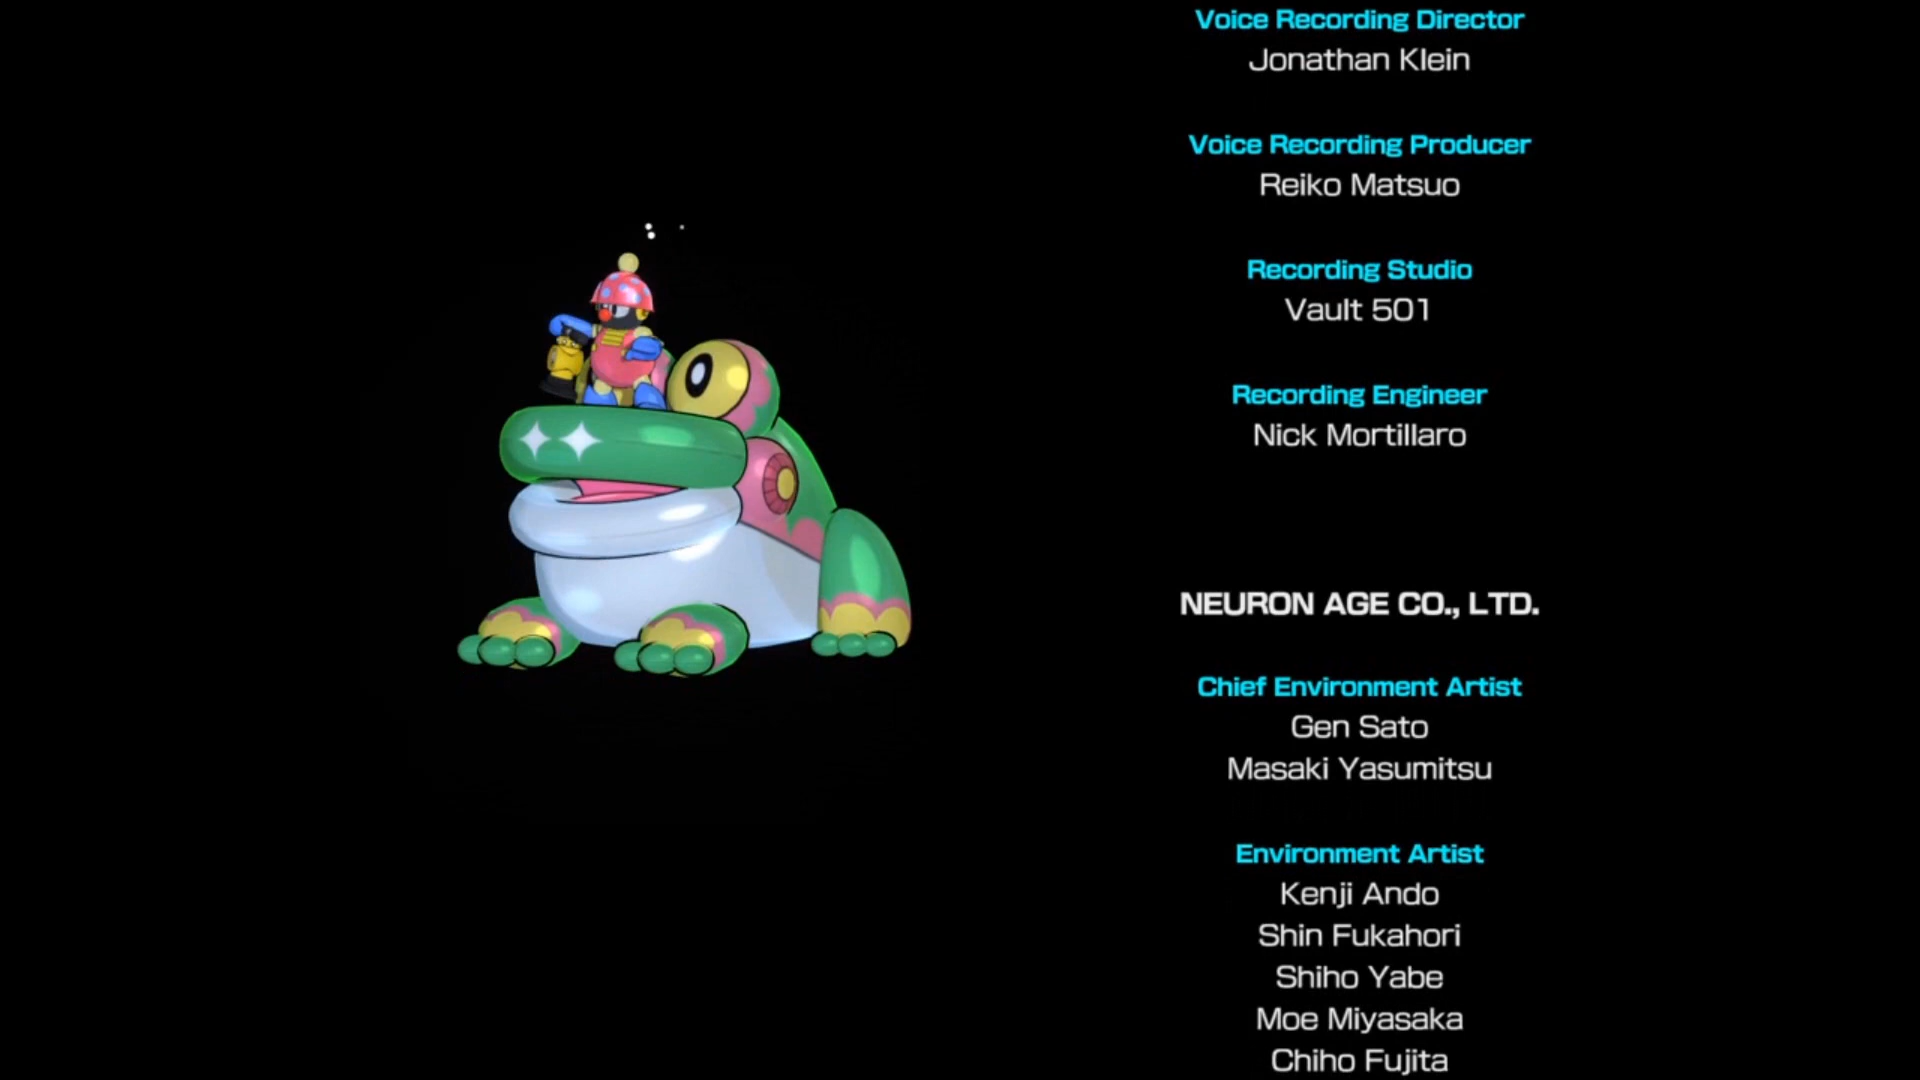 Voice Recording Director
Jonathan Klein
Voice Recording Producer
Reiko Matsuo
Recording Studio
Vault 501
Recording Engineer
Nick Mortillaro
NEURON AGE CO., LTD.
Chief Environment Artist
Gen Sato
Masaki Yasumitsu
Environment Artist
Kenji Ando
Shin Fukahori
Shiho Yabe
Moe Miyasaka
Chiho Fujita